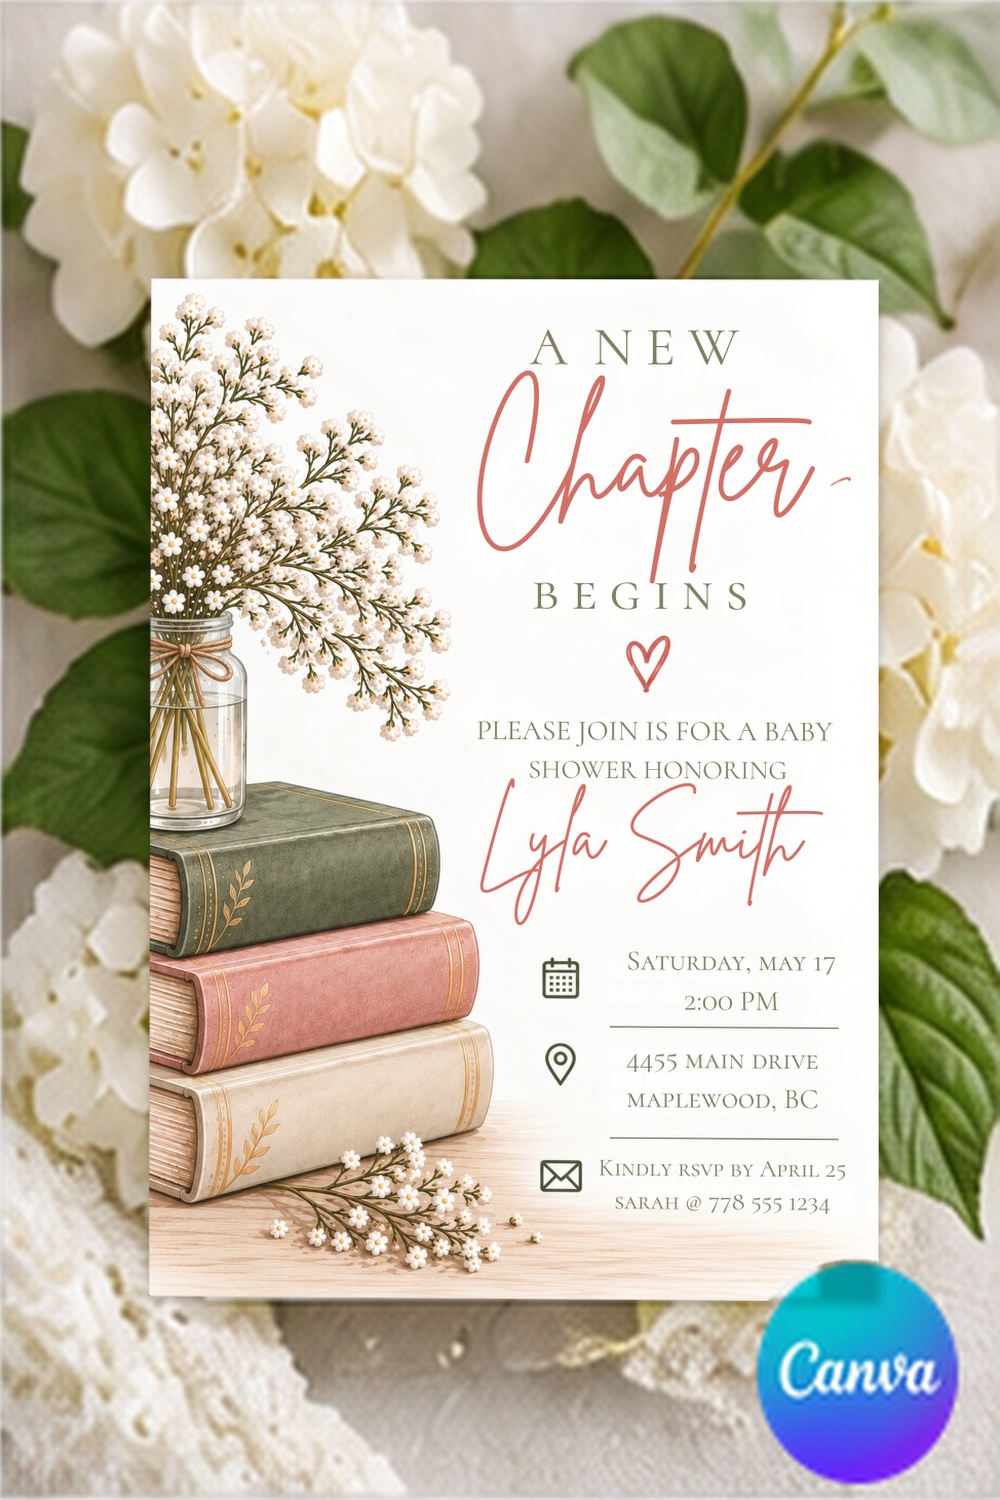 A NEW
Chapter
BEGINS
PLEASE JOIN IS FOR A BABY
SHOWER HONORING
Lyla Smith
Saturday, may 17
2:00 PM
4455 main drive
maplewood, BC
Kindly rsvp by April 25
sarah @ 778 555 1234
Canva